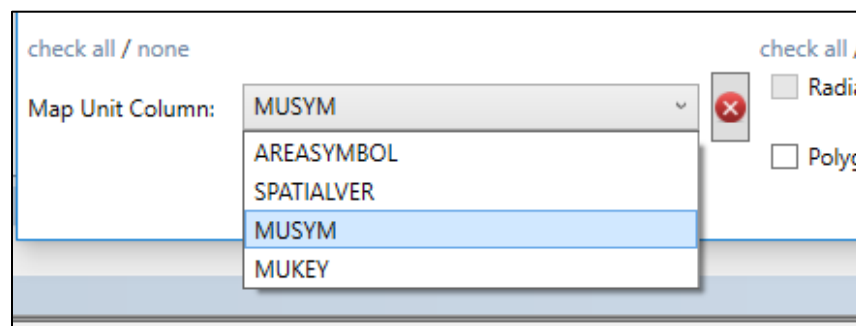 check all / none
check all /
Map Unit Column:
MUSYM
AREASYMBOL
SPATIALVER
MUSYM
MUKEY